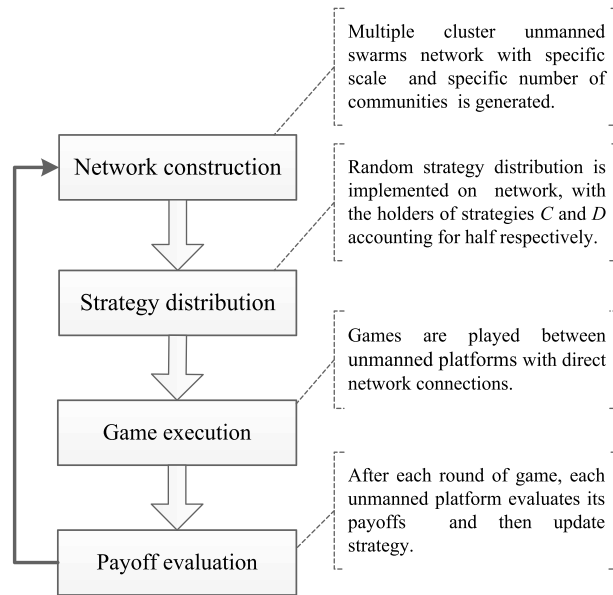 Multiple cluster unmanned
swarms network with specific
scale and specific number of
communities is generated.
Network construction
Random strategy distribution is
implemented on network, with
the holders of strategies C and D
accounting for half respectively.
Strategy distribution
Games are played between
unmanned platforms with direct
network connections.
Game execution
After each round of game, each
unmanned platform evaluates its
payoffs and then update
strategy.
Payoff evaluation